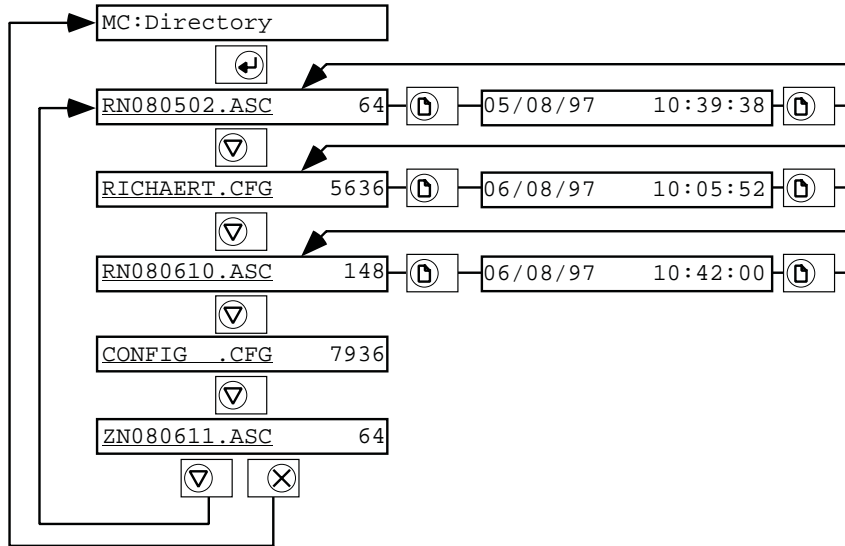 MC:Directory
RN080502.ASC 64 05/08/97 10:39:38
RICHAERT.CFG 5636 06/08/97 10:05:52
RN080610.ASC 148 06/08/97 10:42:00
CONFIG .CFG 7936
ZN080611.ASC 64